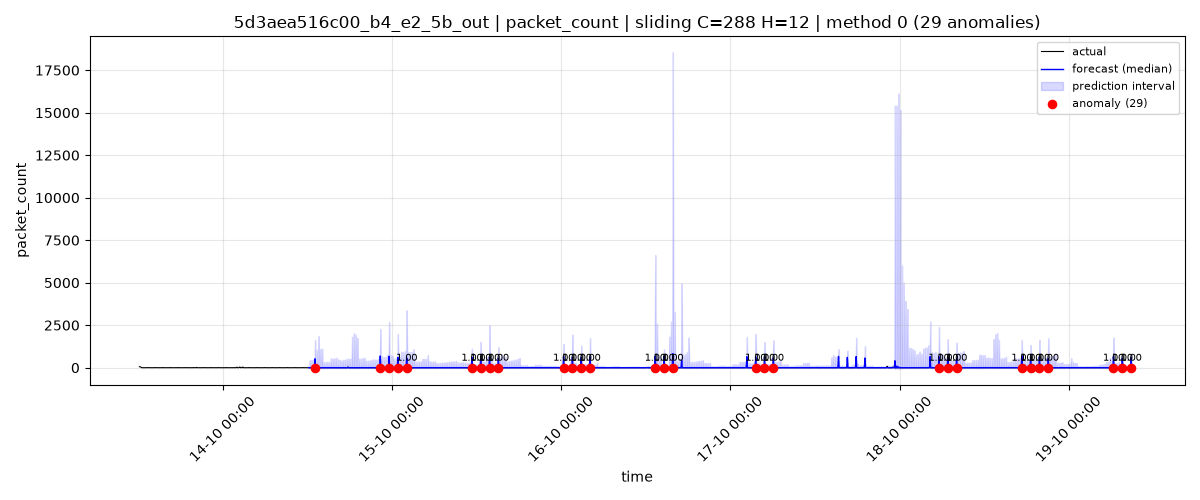 5d3aea516c00_b4_e2_5b_out | packet_count | sliding C=288 H=12 | method 0 (29 anomalies)
actual
forecast (median)
prediction interval
anomaly (29)
packet_count
17500
15000
12500
10000
7500
5000
2500
0
14-10 00:00
15-10 00:00
16-10 00:00
17-10 00:00
18-10 00:00
19-10 00:00
time